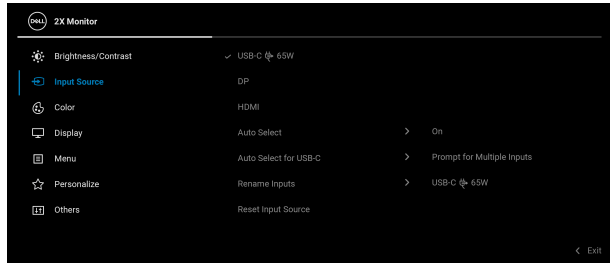 DELL 2X Monitor
Brightness/Contrast USB-C 65W
Input Source DP
Color HDMI
Display Auto Select On
Menu Auto Select for USB-C Prompt for Multiple Inputs
Personalize Rename Inputs USB-C 65W
Others Reset Input Source
Exit